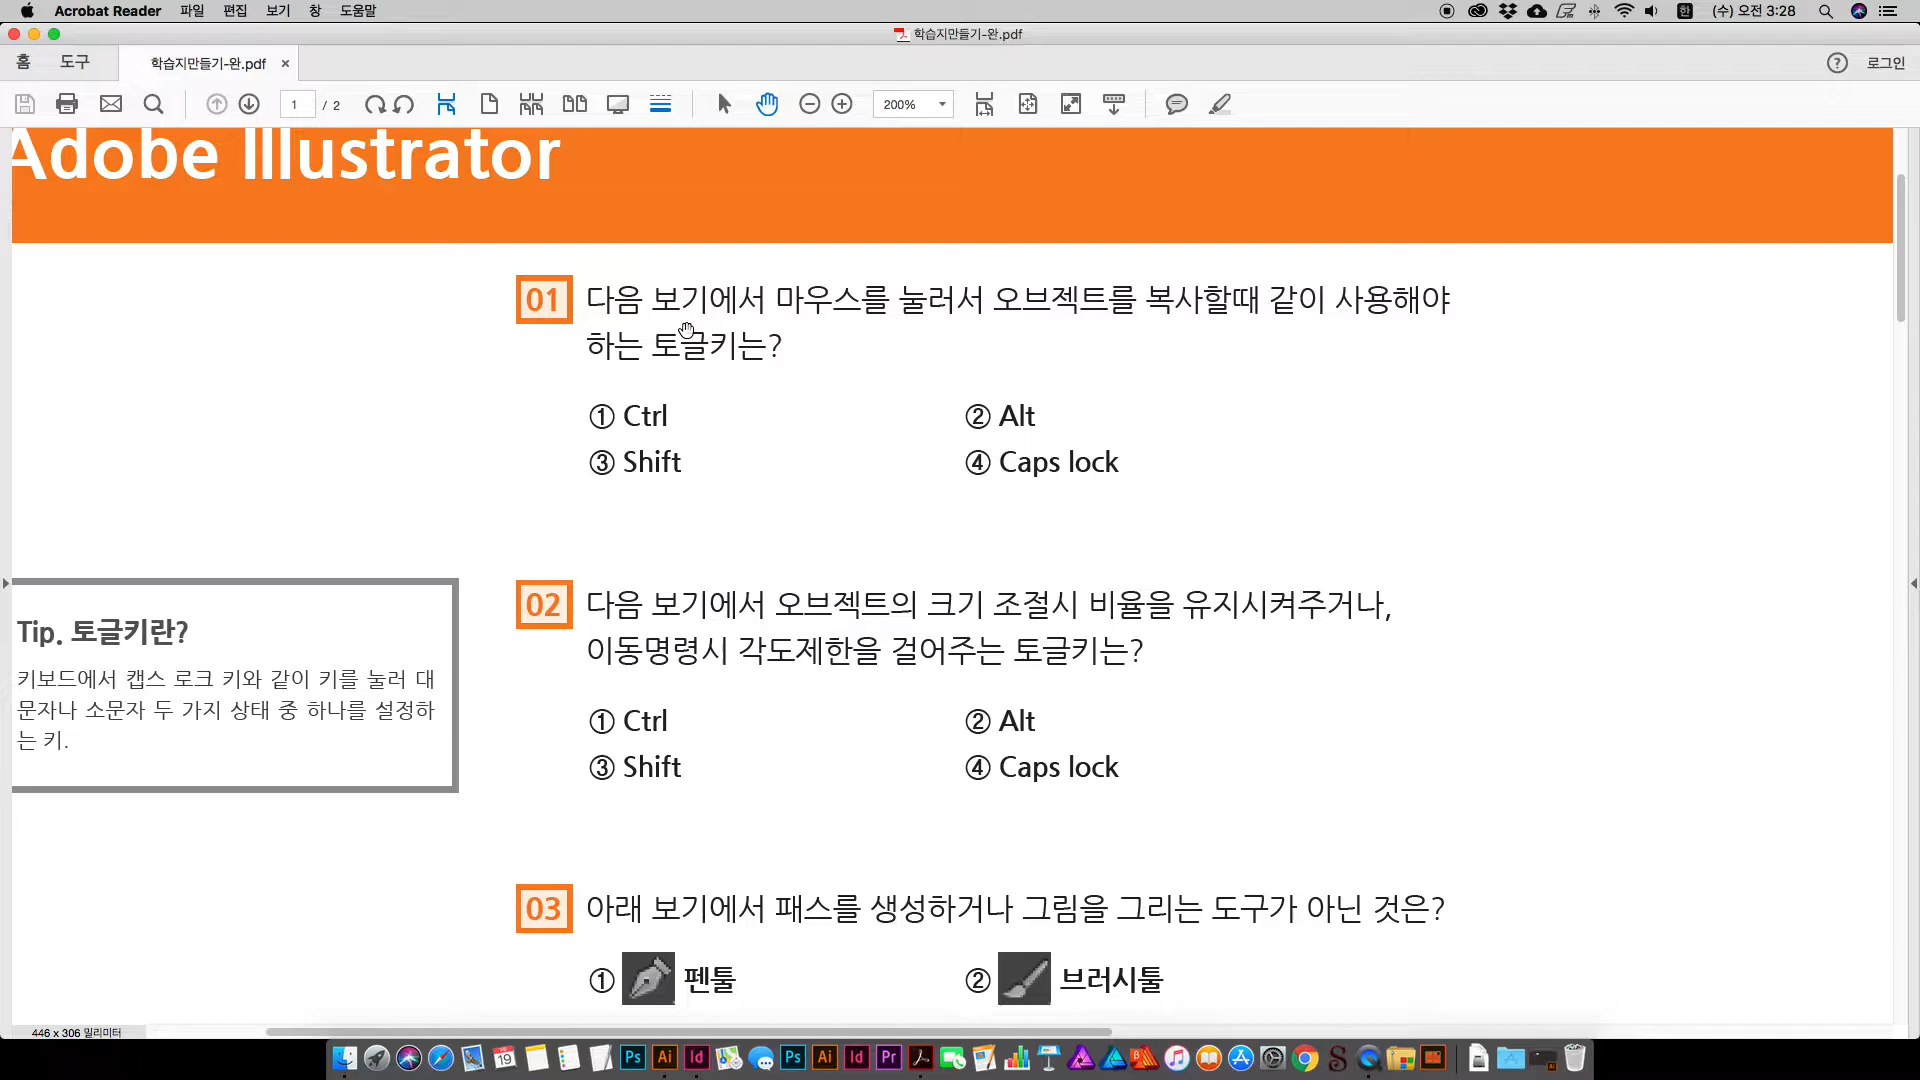 Acrobat Reader 파일 편집 보기 창 도움말 한 (수) 오전 3:28
학습지만들기-완.pdf
홈 도구 학습지만들기-완.pdf × ? 로그인
1 / 2 200%
Adobe Illustrator
01 다음 보기에서 마우스를 눌러서 오브젝트를 복사할때 같이 사용해야
하는 토글키는?
① Ctrl ② Alt
③ Shift ④ Caps lock
02 다음 보기에서 오브젝트의 크기 조절시 비율을 유지시켜주거나,
이동명령시 각도제한을 걸어주는 토글키는?
Tip. 토글키란?
키보드에서 캡스 로크 키와 같이 키를 눌러 대
문자나 소문자 두 가지 상태 중 하나를 설정하
는 키.
① Ctrl ② Alt
③ Shift ④ Caps lock
03 아래 보기에서 패스를 생성하거나 그림을 그리는 도구가 아닌 것은?
① 펜툴 ② 브러시툴
446 x 306 밀리미터
19 Ps Ai Id Ps Ai Id Pr